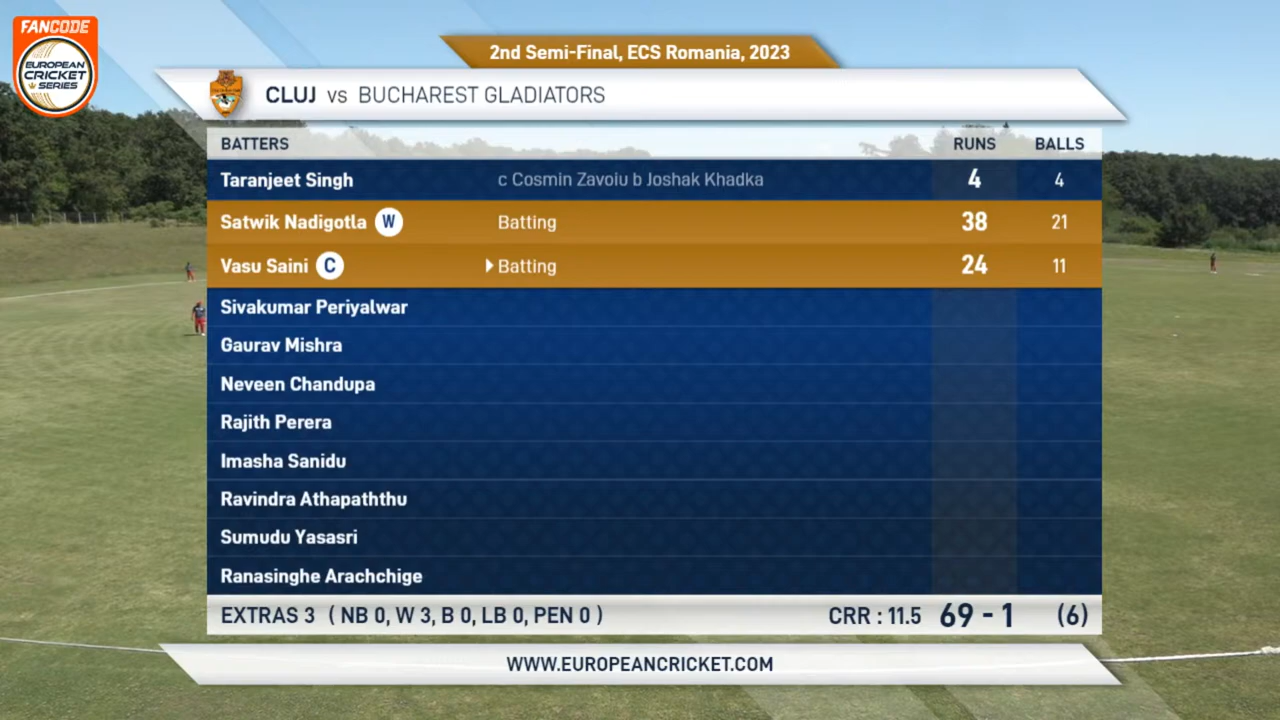 FANCODE
EUROPEAN
CRICKET
SERIES
2nd Semi-Final, ECS Romania, 2023
CLUJ vs BUCHAREST GLADIATORS
BATTERS RUNS BALLS
Taranjeet Singh c Cosmin Zavoiu b Joshak Khadka 4 4
Satwik Nadigotla W Batting 38 21
Vasu Saini C Batting 24 11
Sivakumar Periyalwar
Gaurav Mishra
Neveen Chandupa
Rajith Perera
Imasha Sanidu
Ravindra Athapaththu
Sumudu Yasasri
Ranasinghe Arachchige
EXTRAS 3 ( NB 0, W 3, B 0, LB 0, PEN 0 ) CRR : 11.5 69 - 1 (6)
WWW.EUROPEANCRICKET.COM